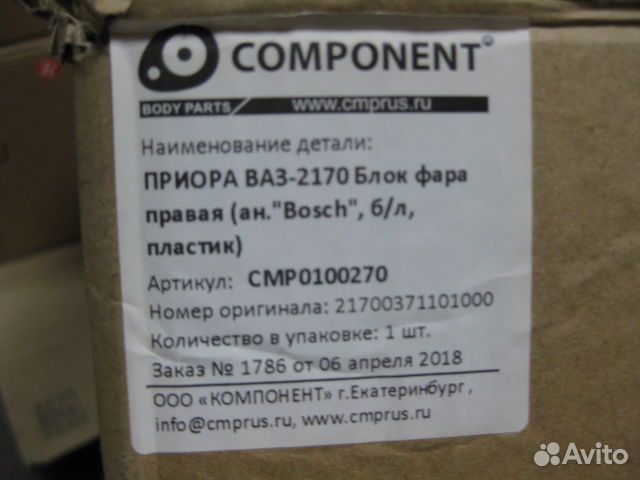 COMPONENT
BODY PARTS
www.cmprus.ru
Наименование детали:
ПРИОРА ВАЗ-2170 Блок фара
правая (ан."Bosch", б/л,
пластик)
Артикул: CMP0100270
Номер оригинала: 21700371101000
Количество в упаковке: 1 шт.
Заказ № 1786 от 06 апреля 2018
ООО «КОМПОНЕНТ» г.Екатеринбург ,
info@cmprus.ru, www.cmprus.ru
Avito